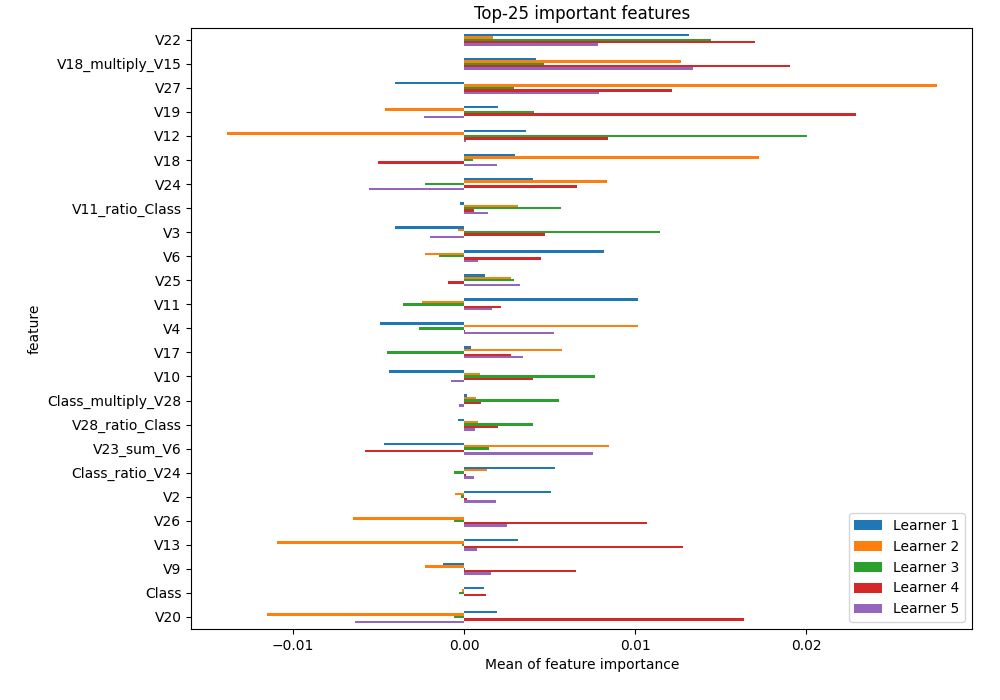 Top-25 important features
V22
V18_multiply_V15
V27
V19
V12
V18
V24
V11_ratio_Class
V3
V6
V25
V11
V4
V17
V10
Class_multiply_V28
V28_ratio_Class
V23_sum_V6
Class_ratio_V24
V2
V26
V13
V9
Class
V20
feature
Learner 1
Learner 2
Learner 3
Learner 4
Learner 5
−0.01 0.00 0.01 0.02
Mean of feature importance